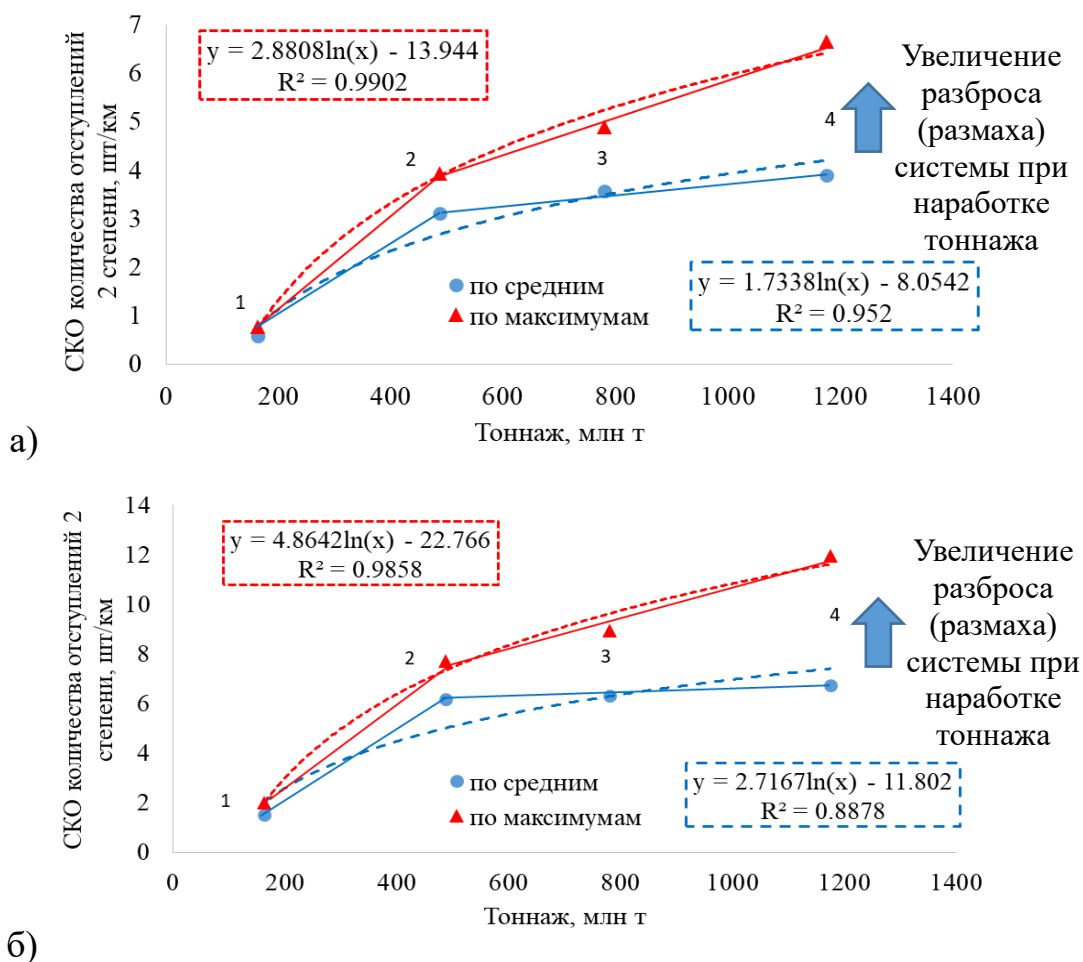 СКО количества отступлений
2 степени, шт/км
7
6
5
4
3
2
1
0
y = 2.8808ln(x) - 13.944
R² = 0.9902
1
2
3
4
Увеличение
разброса
(размаха)
системы при
наработке
тоннажа
по средним
по максимумам
y = 1.7338ln(x) - 8.0542
R² = 0.952
0
200
400
600
800
1000
1200
1400
Тоннаж, млн т
а)
СКО количества отступлений 2
степени, шт/км
14
12
10
8
6
4
2
0
y = 4.8642ln(x) - 22.766
R² = 0.9858
1
2
3
4
Увеличение
разброса
(размаха)
системы при
наработке
тоннажа
по средним
по максимумам
y = 2.7167ln(x) - 11.802
R² = 0.8878
0
200
400
600
800
1000
1200
1400
Тоннаж, млн т
б)